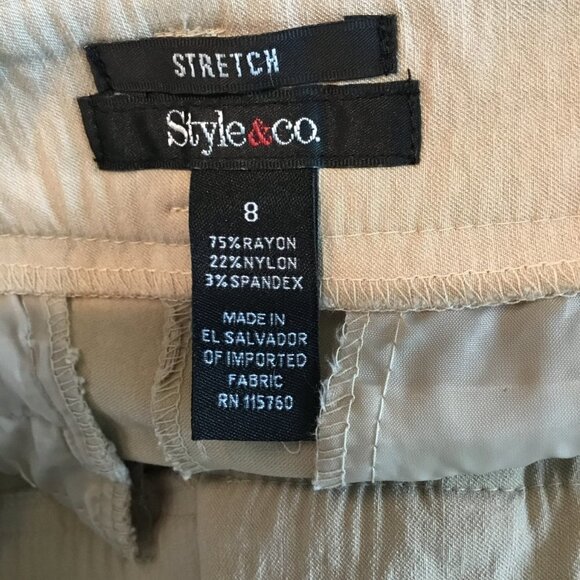 STRETCH
Style&co.
8
75%RAYON
22%NYLON
3%SPANDEX
MADE IN
EL SALVADOR
OF IMPORTED
FABRIC
RN 115760